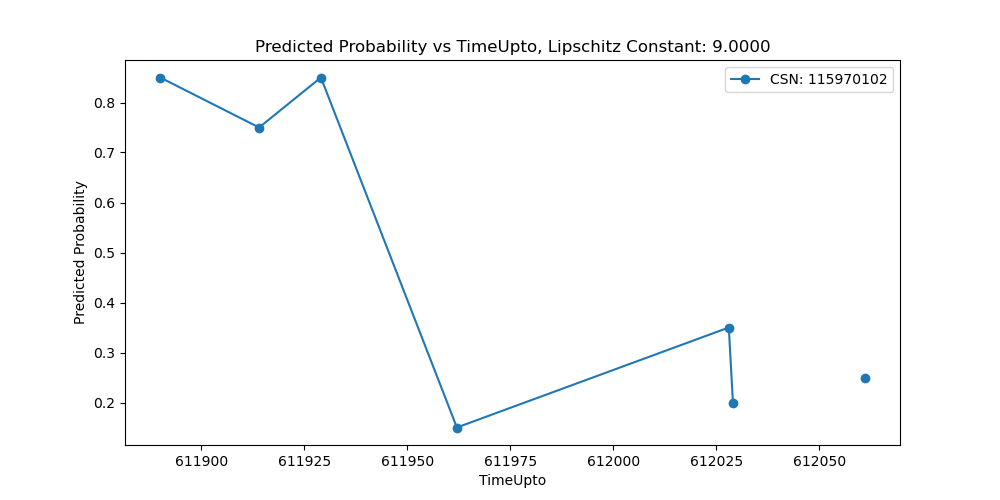 Predicted Probability vs TimeUpto, Lipschitz Constant: 9.0000
CSN: 115970102
Predicted Probability
0.8
0.7
0.6
0.5
0.4
0.3
0.2
611900 611925 611950 611975 612000 612025 612050
TimeUpto